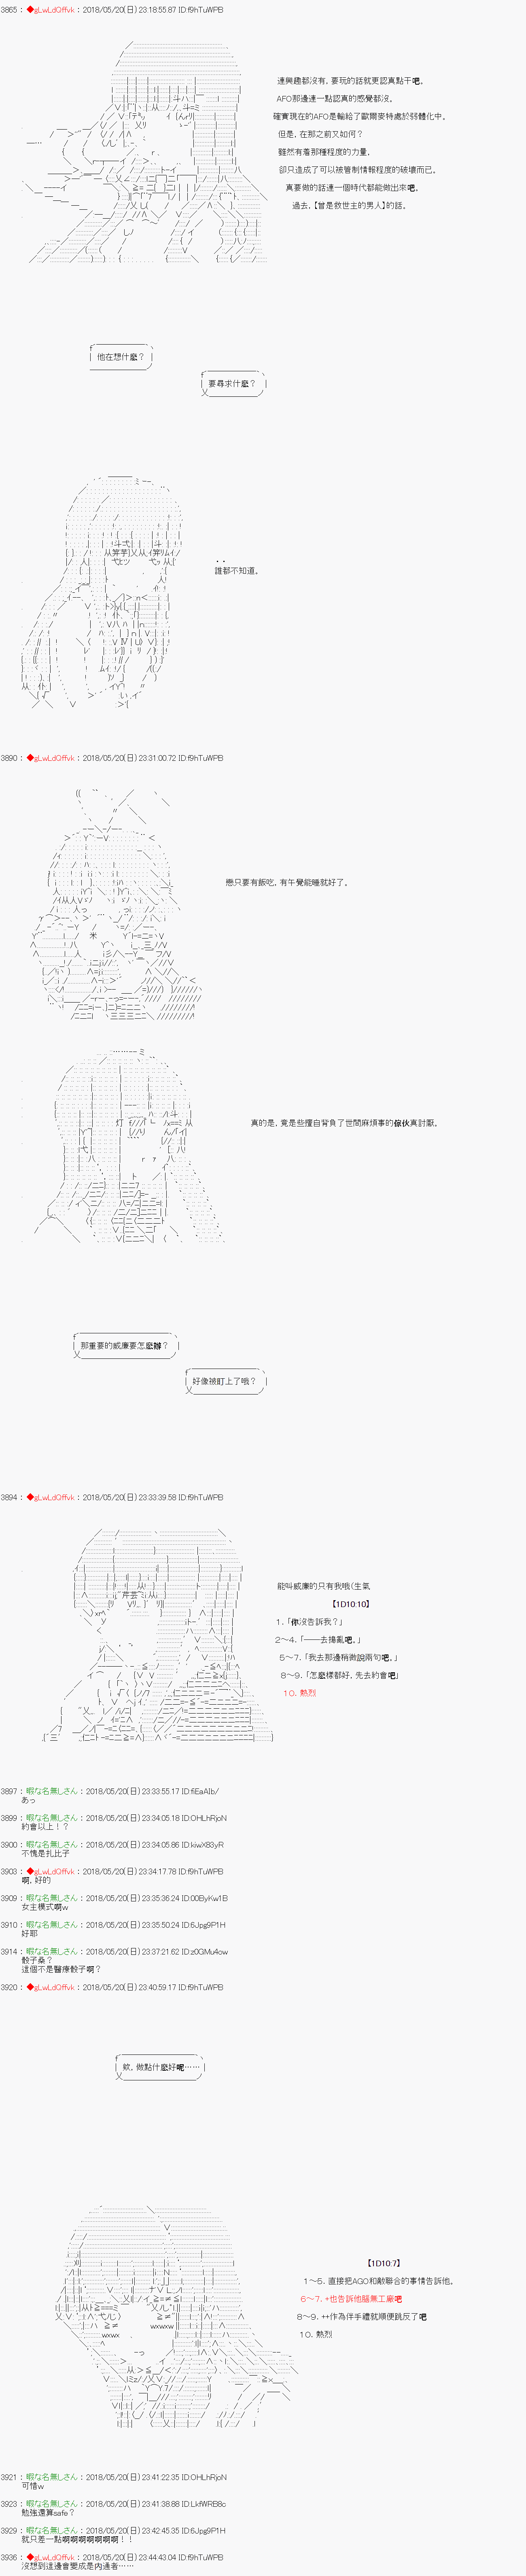 3865 : ◆gLwLdQffvk : 2018/05/20(日) 23:18:55.87 ID:f9hTuWPB
連興趣都沒有，要玩的話就更認真點干吧。
AFO那邊連一點認真的感覺都沒。
確實現在的AFO是輸給了歐爾麥特處於弱體化中。
但是，在那之前又如何？
雖然有着那種程度的力量，
卻只造成了可以被管制情報程度的破壞而已。
真要做的話連一個時代都能做出來吧。
過去，【曾是救世主的男人】的話。
他在想什麼？
要尋求什麼？
誰都不知道。
3890 : ◆gLwLdQffvk : 2018/05/20(日) 23:31:00.72 ID:f9hTuWPB
總只要有飯吃，有午覺能睡就好了。
真的是，竟是些擅自背負了世間麻煩事的傢伙真討厭。
那重要的威廉要怎麼辦？
好像被盯上了哦？
3894 : ◆gLwLdQffvk : 2018/05/20(日) 23:33:39.58 ID:f9hTuWPB
能叫威廉的只有我哦（生氣
【1D10:10】
1．「你沒告訴我？」
2～4．「――去搗亂吧。」
5～7．「我去那邊稍微說兩句吧。」
8～9．「怎麼樣都好，先去約會吧」
10．熱烈
3897 : 暇な名無しさん : 2018/05/20(日) 23:33:55.17 ID:fiEaAIb/
あっ
3899 : 暇な名無しさん : 2018/05/20(日) 23:34:05.18 ID:OHLhRjoN
約會以上！？
3900 : 暇な名無しさん : 2018/05/20(日) 23:34:05.86 ID:kiwX83yR
不愧是扎比子
3903 : ◆gLwLdQffvk : 2018/05/20(日) 23:34:17.78 ID:f9hTuWPB
啊，好的
3909 : 暇な名無しさん : 2018/05/20(日) 23:35:36.24 ID:00ByKw1B
女主模式啊w
3910 : 暇な名無しさん : 2018/05/20(日) 23:35:50.24 ID:6Jpg9P1H
好耶
3914 : 暇な名無しさん : 2018/05/20(日) 23:37:21.62 ID:z0GMu4ow
骰子桑？
這個不是醫療骰子啊？
3920 : ◆gLwLdQffvk : 2018/05/20(日) 23:40:59.17 ID:f9hTuWPB
欸，做點什麼好呢……
【1D10:7】
1～5．直接把AGO和敵聯合的事情告訴他。
6～7．+也告訴他腦無工廠吧
8～9．++作為伴手禮就順便跳反了吧
10．熱烈
3921 : 暇な名無しさん : 2018/05/20(日) 23:41:22.35 ID:OHLhRjoN
可惜w
3923 : 暇な名無しさん : 2018/05/20(日) 23:41:38.88 ID:LkfWRB8c
勉強還算safe？
3929 : 暇な名無しさん : 2018/05/20(日) 23:42:45.35 ID:6Jpg9P1H
就只差一點啊啊啊啊啊啊啊！！
3936 : ◆gLwLdQffvk : 2018/05/20(日) 23:44:43.04 ID:f9hTuWPB
沒想到這邊會變成是內通者……